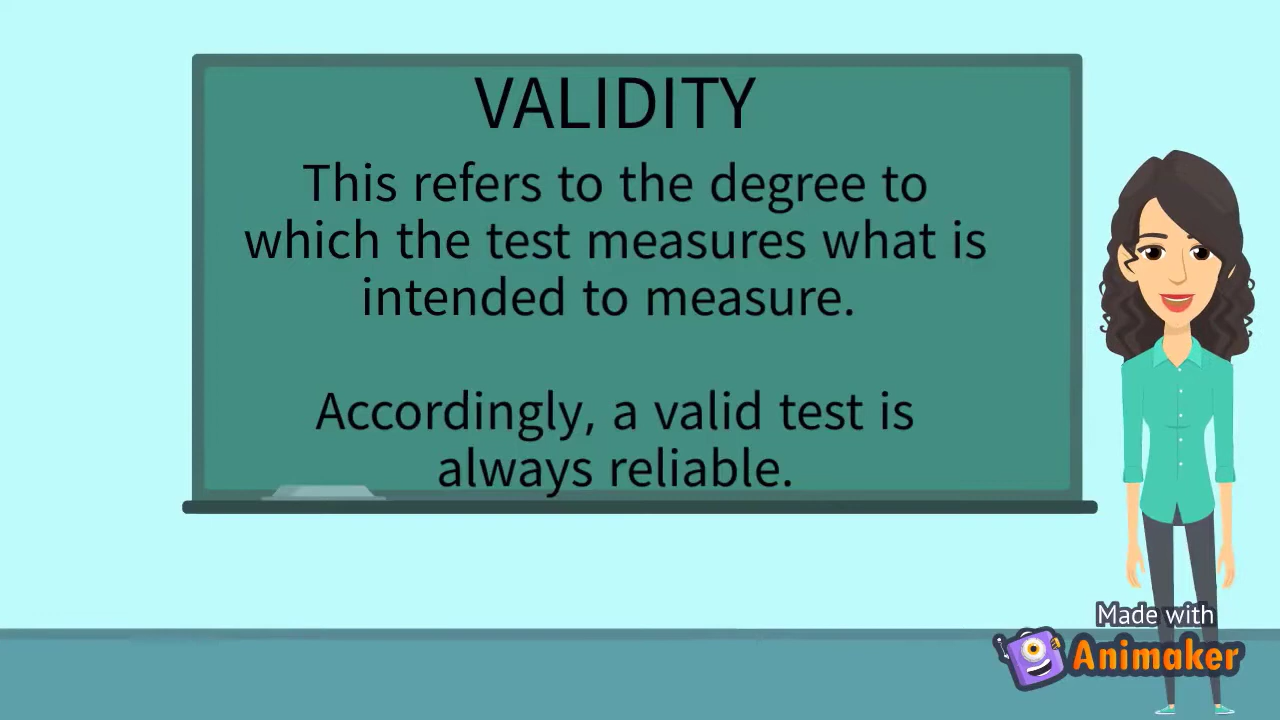 VALIDITY
This refers to the degree to
which the test measures what is
intended to measure.
Accordingly, a valid test is
always reliable.
Made with
Animaker